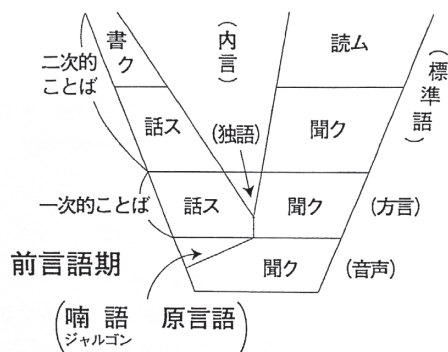 書ク
（内言）
読ム
（標準語）
二次的
ことば
話ス
（独語）
聞ク
一次的ことば
話ス
聞ク
（方言）
前言語期
聞ク
（音声）
（喃語　原言語）
ジャルゴン